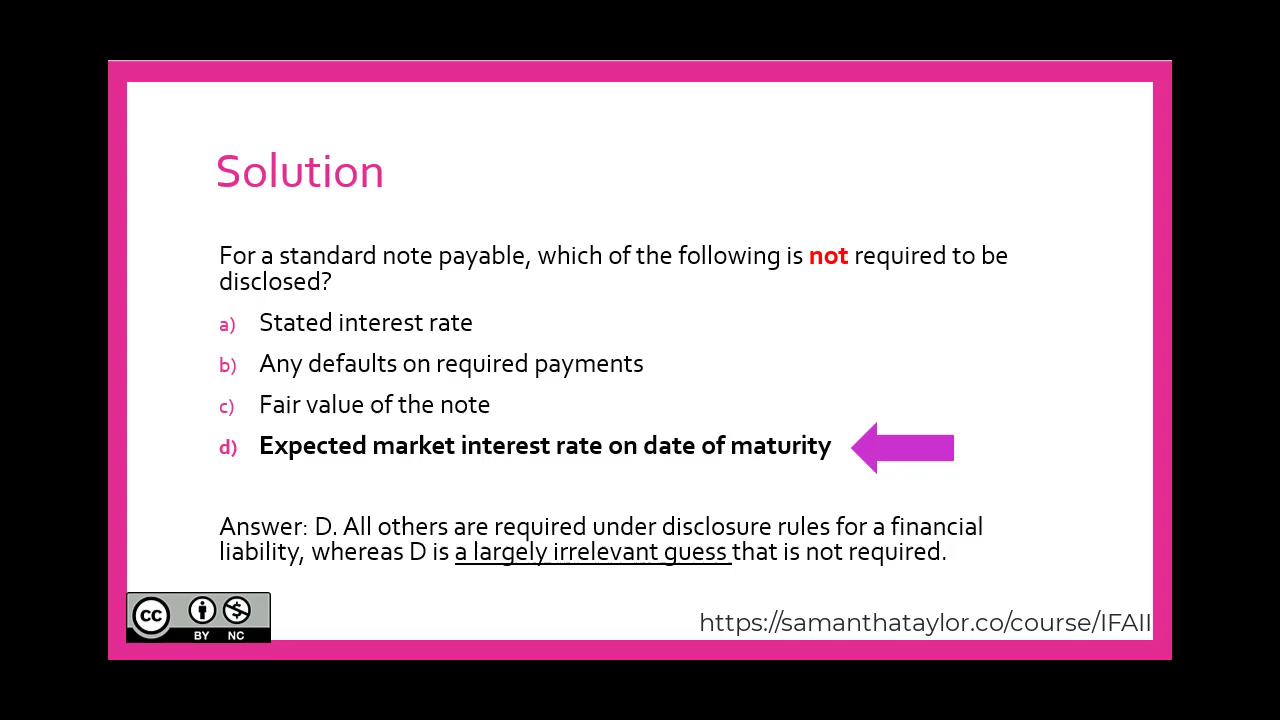 Solution
For a standard note payable, which of the following is not required to be
disclosed?
a) Stated interest rate
b) Any defaults on required payments
c) Fair value of the note
d) Expected market interest rate on date of maturity
Answer: D. All others are required under disclosure rules for a financial
liability, whereas D is a largely irrelevant guess that is not required.
cc
BY NC
https://samanthataylor.co/course/IFAII